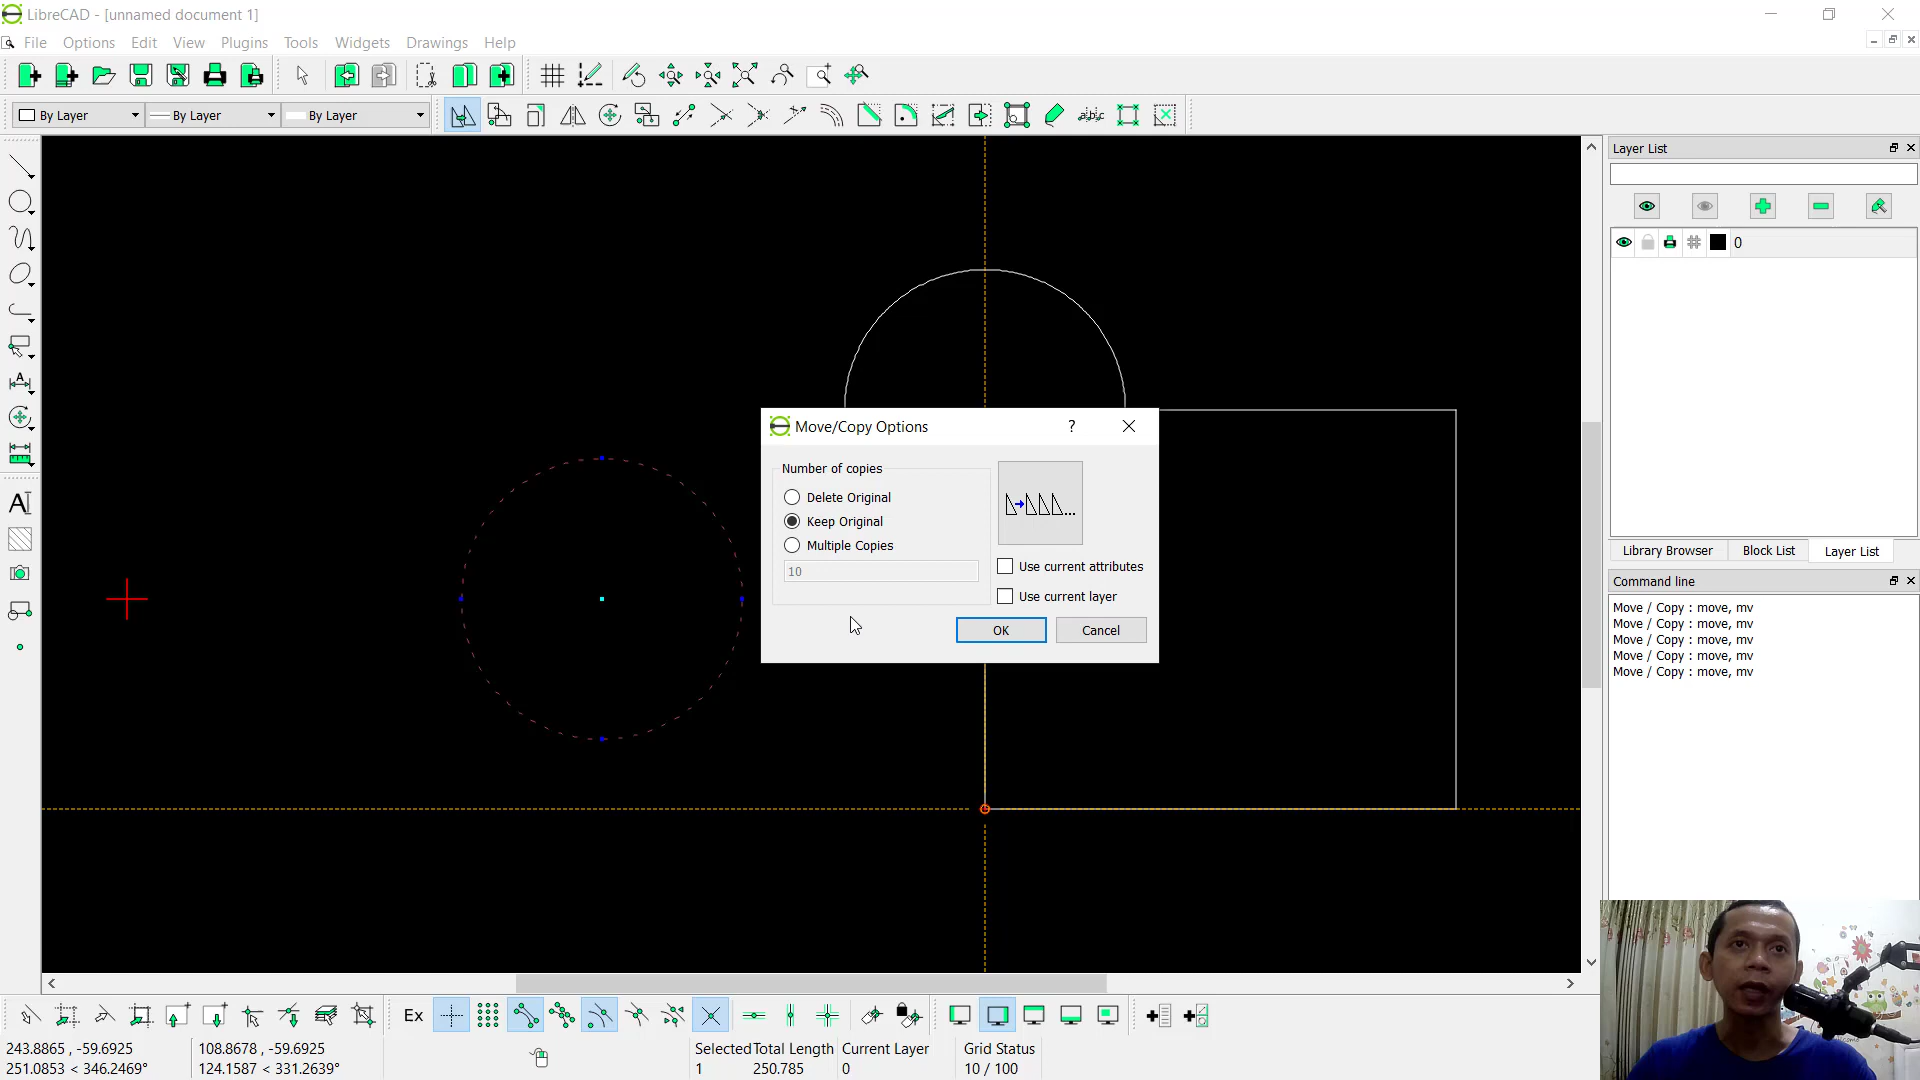 LibreCAD - [unnamed document 1]
File Options Edit View Plugins Tools Widgets Drawings Help
By Layer By Layer By Layer
abc
Layer List
0
Move/Copy Options ?
Number of copies
Delete Original
Keep Original
Multiple Copies
10
Use current attributes
Use current layer
OK Cancel
Library Browser Block List Layer List
Command line
Move / Copy : move, mv
Move / Copy : move, mv
Move / Copy : move, mv
Move / Copy : move, mv
Move / Copy : move, mv
A
A
Ex
243.8865 , -59.6925 108.8678 , -59.6925 Selected Total Length Current Layer Grid Status
251.0853 < 346.2469° 124.1587 < 331.2639° 1 250.785 0 10 / 100